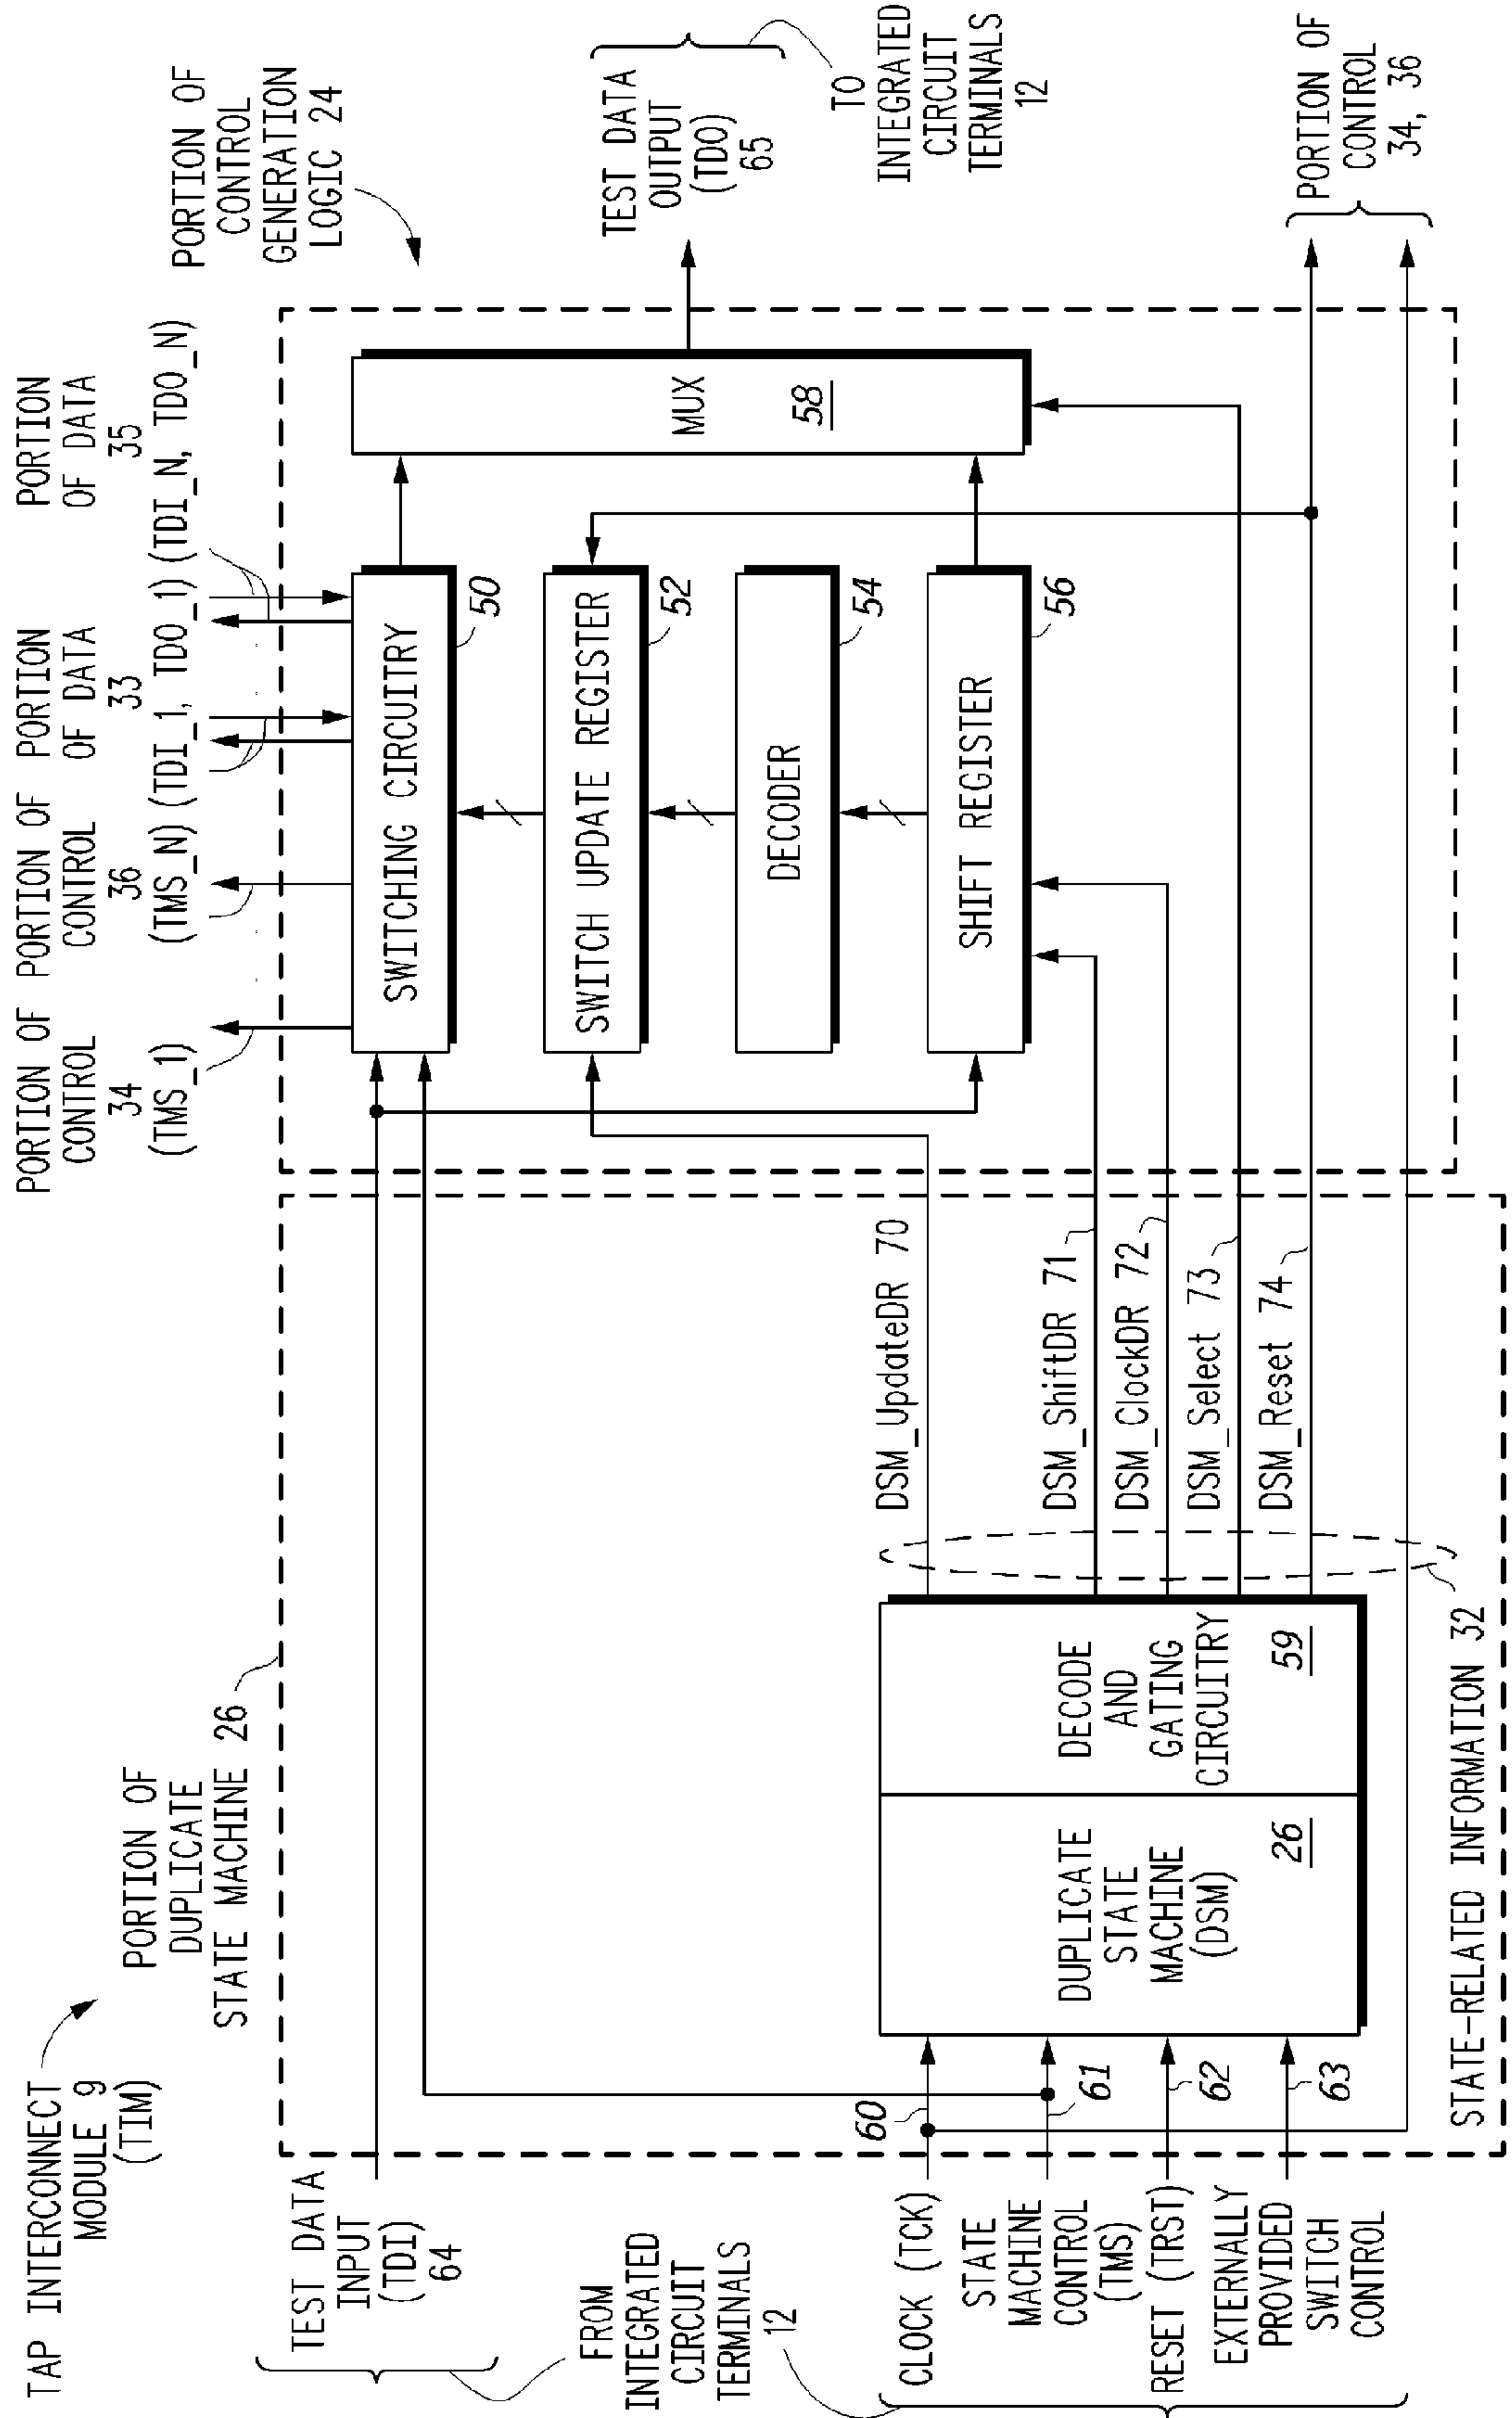 TAP INTERCONNECT
MODULE 9
(TIM)
PORTION OF
DUPLICATE
STATE MACHINE 26
PORTION OF
CONTROL
34
(TMS_1)
PORTION OF
CONTROL
36
(TMS_N)
PORTION
OF DATA
33
(TDI_1, TDO_1)
PORTION
OF DATA
35
(TDI_N, TDO_N)
PORTION OF
CONTROL
GENERATION
LOGIC 24
TEST DATA
INPUT
(TDI)
64
FROM
INTEGRATED
CIRCUIT
TERMINALS
12
CLOCK (TCK)
STATE
MACHINE
CONTROL
(TMS)
RESET (TRST)
EXTERNALLY
PROVIDED
SWITCH
CONTROL
60
61
62
63
DUPLICATE
STATE
MACHINE
(DSM)
26
DECODE
AND
GATING
CIRCUITRY
59
STATE-RELATED INFORMATION 32
DSM_UpdateDR 70
DSM_ShiftDR 71
DSM_ClockDR 72
DSM_Select 73
DSM_Reset 74
SWITCHING CIRCUITRY
50
SWITCH UPDATE REGISTER
52
DECODER
54
SHIFT REGISTER
56
MUX
58
TEST DATA
OUTPUT
(TDO)
65
TO
INTEGRATED
CIRCUIT
TERMINALS
12
PORTION OF
CONTROL
34, 36